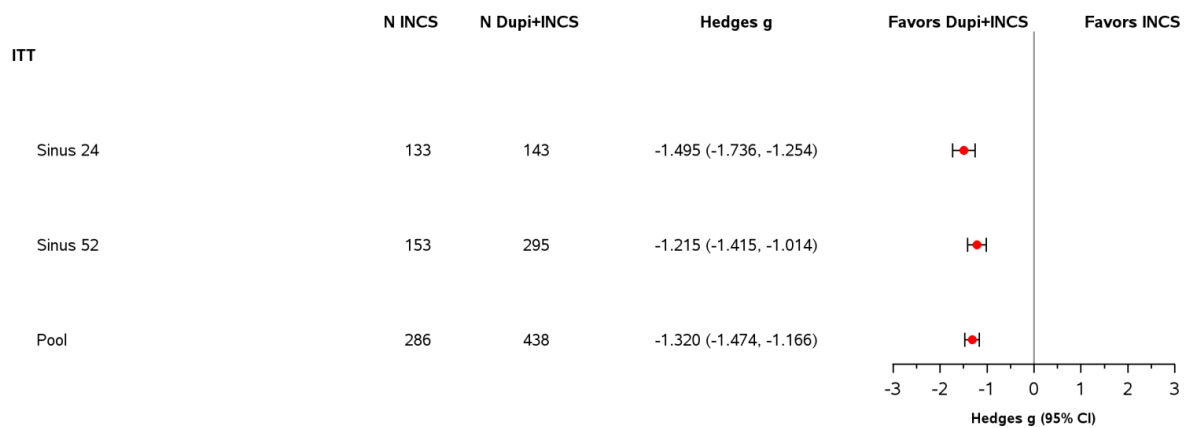 N INCS N Dupi+INCS Hedges g Favors Dupi+INCS Favors INCS
ITT
Sinus 24 133 143 -1.495 (-1.736, -1.254)
Sinus 52 153 295 -1.215 (-1.415, -1.014)
Pool 286 438 -1.320 (-1.474, -1.166)
-3 -2 -1 0 1 2 3
Hedges g (95% CI)